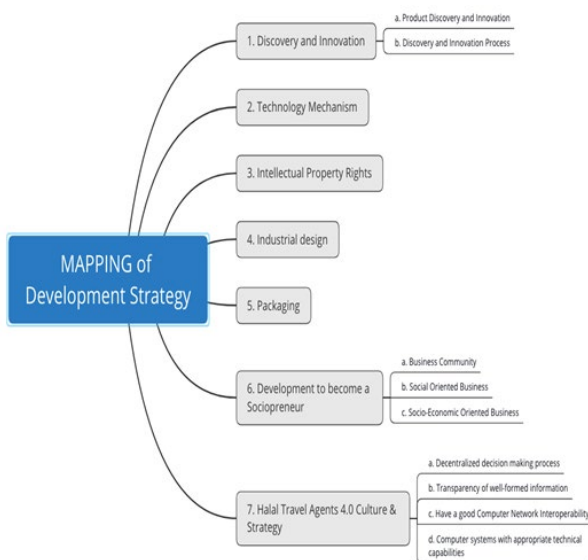 MAPPING of
Development Strategy
1. Discovery and Innovation
a. Product Discovery and Innovation
b. Discovery and Innovation Process
2. Technology Mechanism
3. Intellectual Property Rights
4. Industrial design
5. Packaging
6. Development to become a
Sociopreneur
a. Business Community
b. Social Oriented Business
c. Socio-Economic Oriented Business
7. Halal Travel Agents 4.0 Culture &
Strategy
a. Decentralized decision making process
b. Transparency of well-formed information
c. Have a good Computer Network Interoperability
d. Computer systems with appropriate technical
capabilities